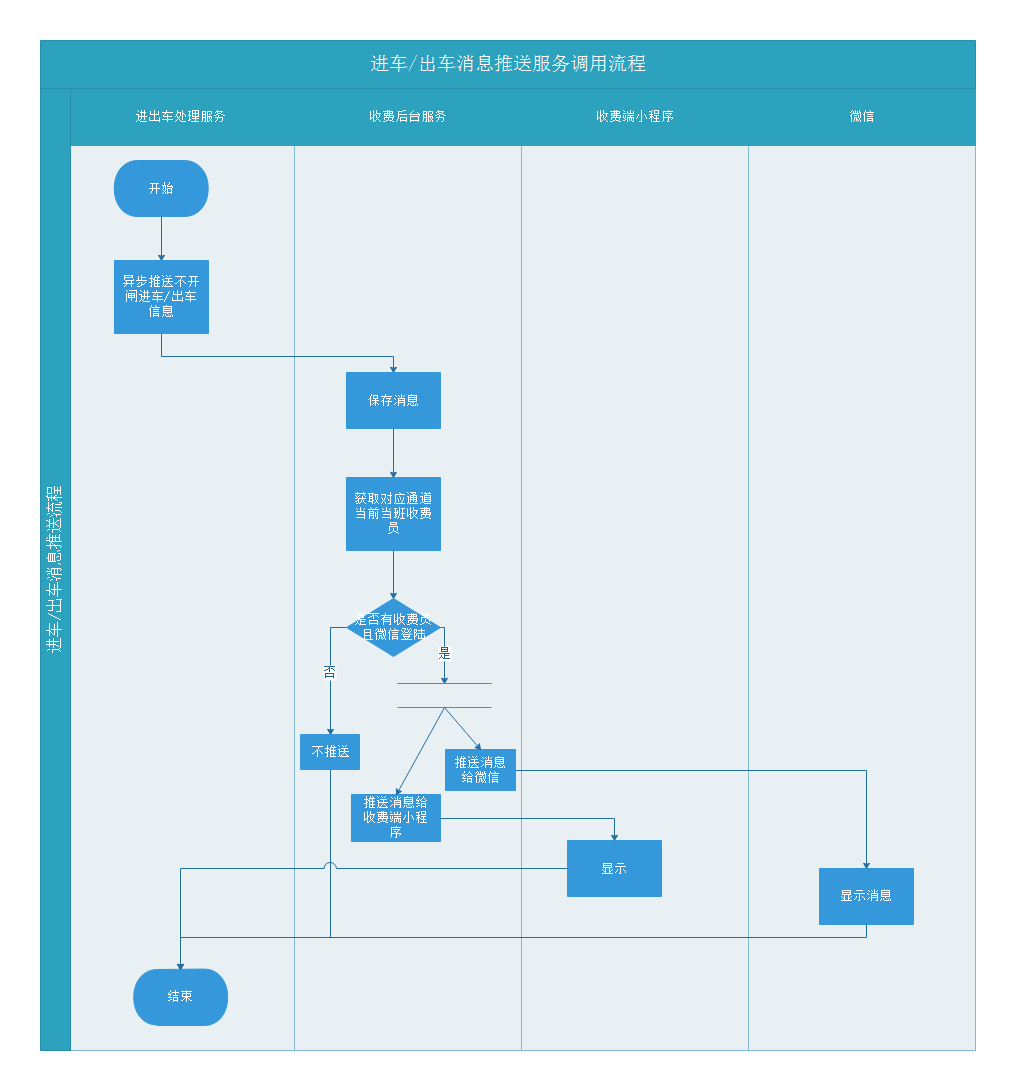 进车/出车消息推送服务调用流程
进车/出车消息推送流程
进出车处理服务
收费后台服务
收费端小程序
微信
开始
异步推送不开
闸进车/出车
信息
保存消息
获取对应通道
当前当班收费
员
是否有收费员
且微信登陆
是
否
不推送
推送消息
给微信
推送消息给
收费端小程
序
显示
显示消息
结束